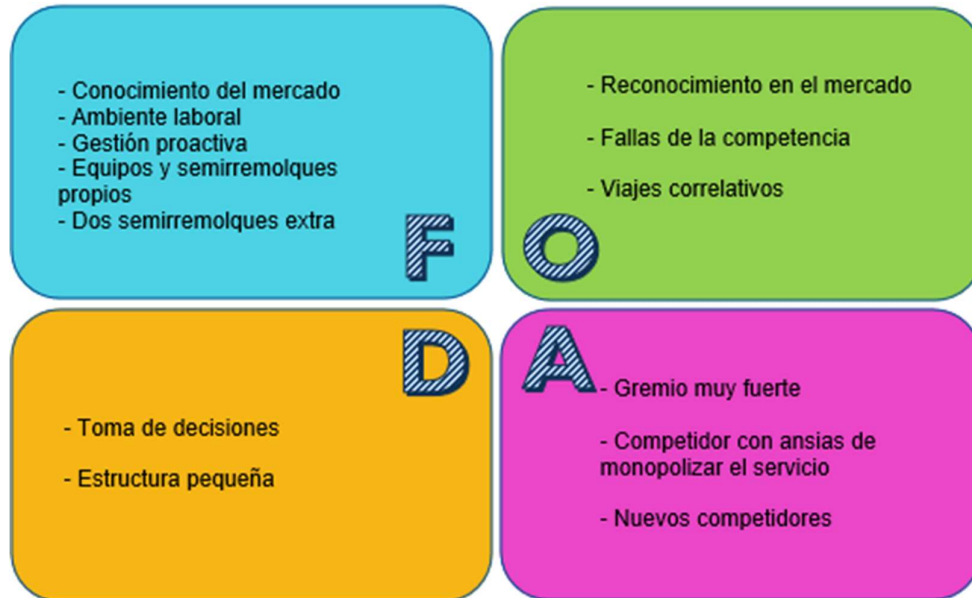 - Conocimiento del mercado
- Ambiente laboral
- Gestión proactiva
- Equipos y semirremolques
propios
- Dos semirremolques extra
F
- Reconocimiento en el mercado
- Fallas de la competencia
- Viajes correlativos
O
D
- Toma de decisiones
- Estructura pequeña
A
- Gremio muy fuerte
- Competidor con ansias de
monopolizar el servicio
- Nuevos competidores